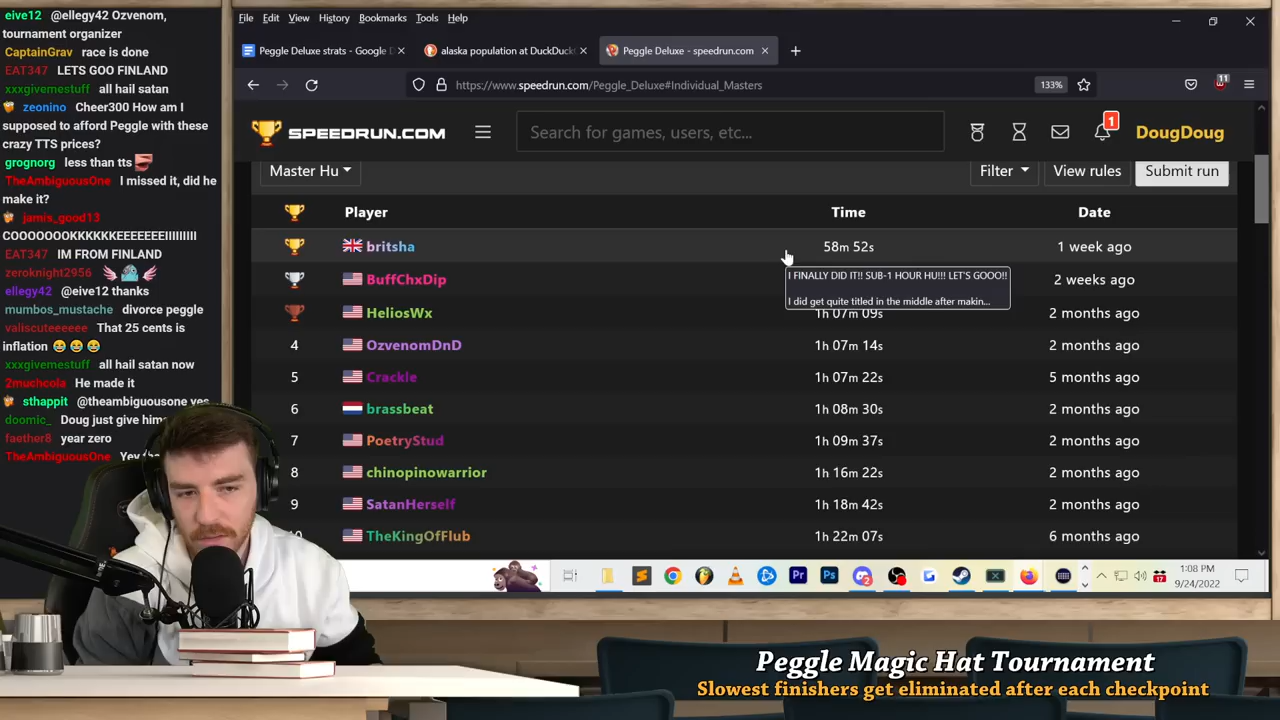 eive12 @ellegy42 Ozvenom,
tournament organizer
CaptainGrav race is done
EAT347 LETS GOO FINLAND
xxxgivemestuff all hail satan
zeonino Cheer300 How am I
supposed to afford Peggle with these
crazy TTS prices?
grognorg less than tts
TheAmbiguousOne I missed it, did he
make it?
jamis_good13
COOOOOOOKKKKKKEEEEEEIIIIIIIII
EAT347 IM FROM FINLAND
zeroknight2956
ellegy42 @eive12 thanks
mumbos_mustache divorce peggle
valiscuteeeeee That 25 cents is
inflation
xxxgivemestuff all hail satan now
2muchcola He made it
sthappit @theambiguousone yes
doomic_ Doug just give him
faether8 year zero
TheAmbiguousOne Yey
File Edit View History Bookmarks Tools Help
Peggle Deluxe strats - Google D
alaska population at DuckDuck
Peggle Deluxe - speedrun.com
https://www.speedrun.com/Peggle_Deluxe#Individual_Masters
133%
11
SPEEDRUN.COM
Search for games, users, etc...
1
DougDoug
Master Hu
Filter
View rules
Submit run
Player Time Date
britsha 58m 52s 1 week ago
I FINALLY DID IT!! SUB-1 HOUR HU!!! LET'S GOOO!!
I did get quite titled in the middle after makin...
BuffChxDip 2 weeks ago
HeliosWx 1h 07m 09s 2 months ago
4 OzvenomDnD 1h 07m 14s 2 months ago
5 Crackle 1h 07m 22s 5 months ago
6 brassbeat 1h 08m 30s 2 months ago
7 PoetryStud 1h 09m 37s 2 months ago
8 chinopinowarrior 1h 16m 22s 2 months ago
9 SatanHerself 1h 18m 42s 2 months ago
10 TheKingOfFlub 1h 22m 07s 6 months ago
Pr
Ps
17
1:08 PM
9/24/2022
Peggle Magic Hat Tournament
Slowest finishers get eliminated after each checkpoint